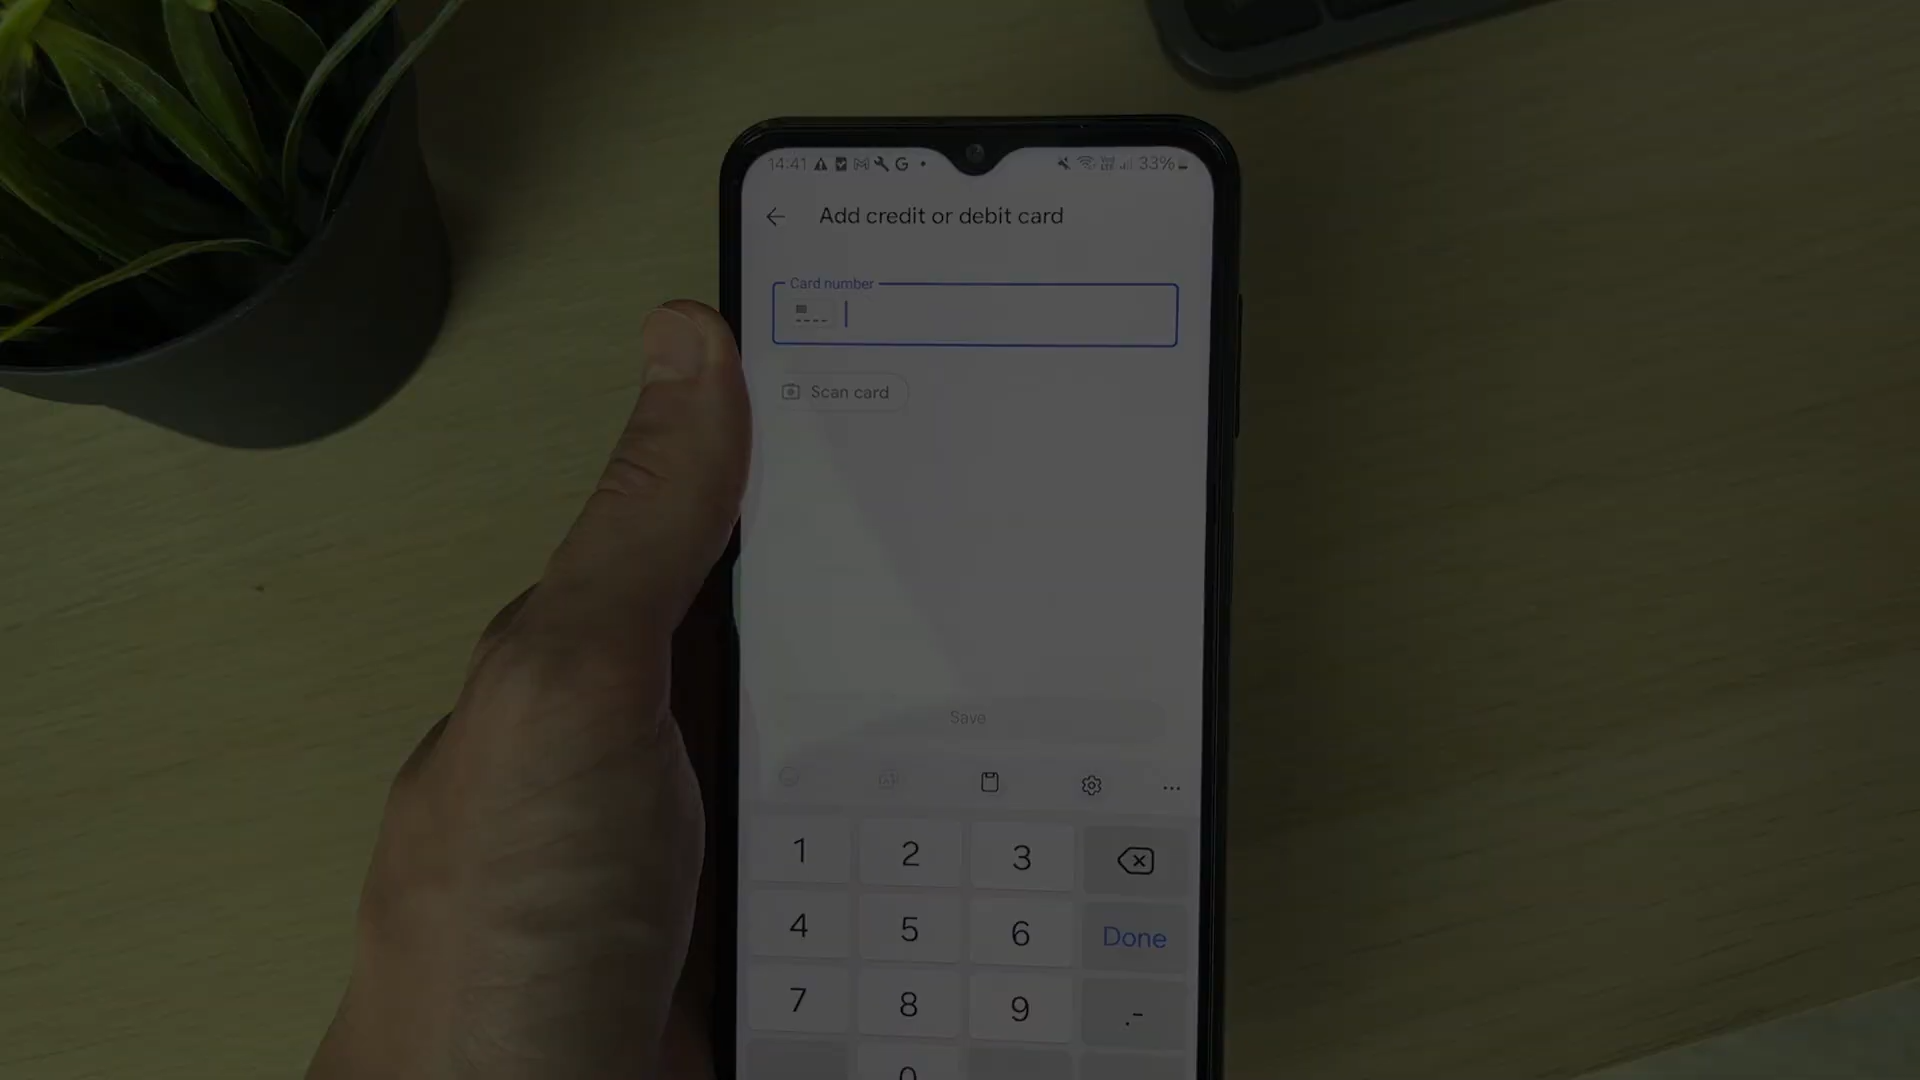 14:41 33%
Add credit or debit card
Card number
Scan card
Save
1 2 3
4 5 6 Done
7 8 9 .-
0